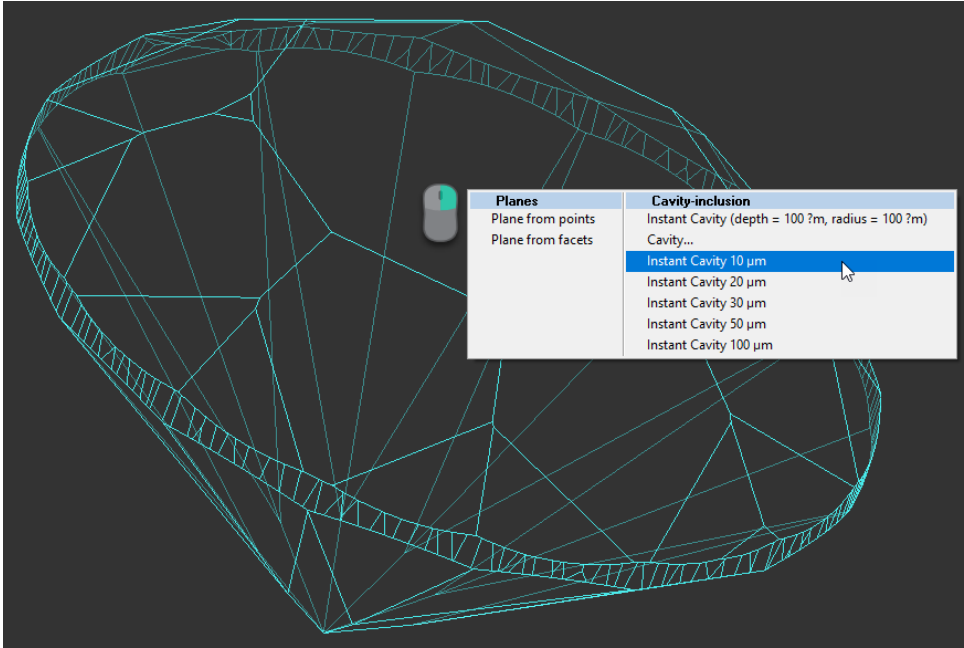 Planes
Plane from points
Plane from facets
Cavity-inclusion
Instant Cavity (depth = 100 ?m, radius = 100 ?m)
Cavity...
Instant Cavity 10 µm
Instant Cavity 20 µm
Instant Cavity 30 µm
Instant Cavity 50 µm
Instant Cavity 100 µm